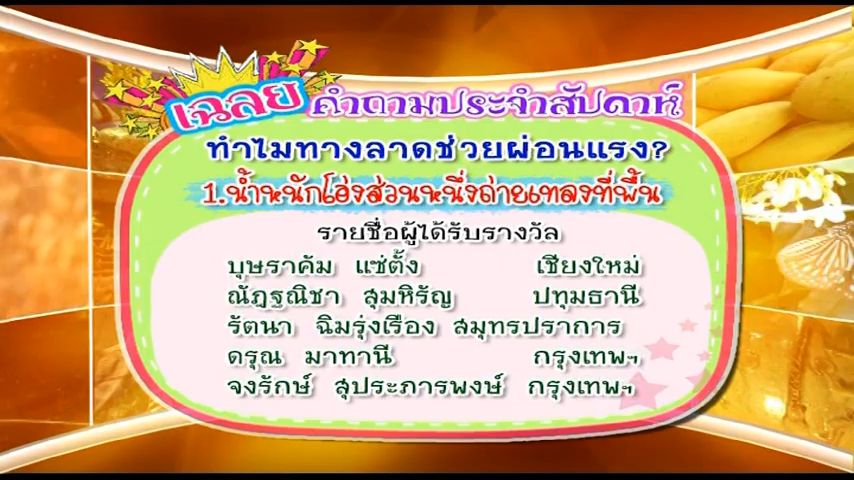 เฉลย คำถามประจำสัปดาห์
ทำไมทางลาดช่วยผ่อนแรง?
1.น้ำหนักโอ่งส่วนหนึ่งถ่ายเทลงที่พื้น
รายชื่อผู้ได้รับรางวัล
บุษราคัม แซ่ตั้ง เชียงใหม่
ณัฎฐณิชา สุมหิรัญ ปทุมธานี
รัตนา ฉิมรุ่งเรือง สมุทรปราการ
ดรุณ มาทานี กรุงเทพฯ
จงรักษ์ สุประภารพงษ์ กรุงเทพฯ